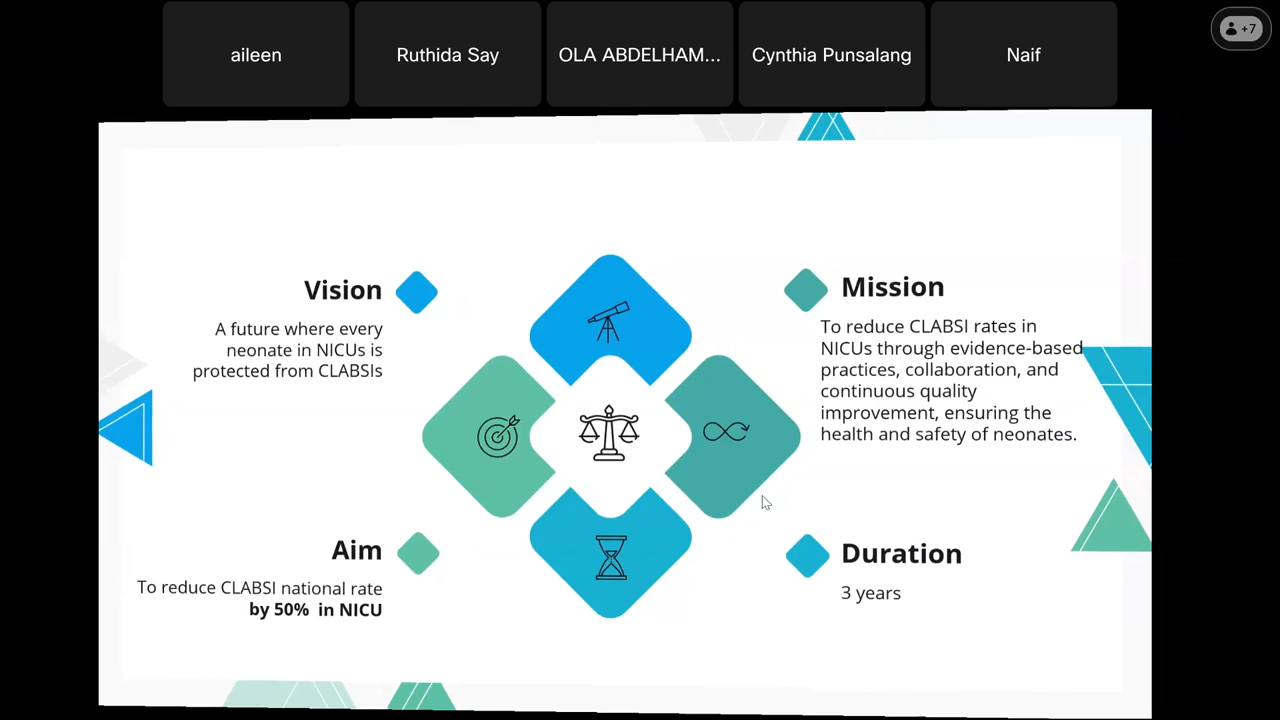 aileen
Ruthida Say
OLA ABDELHAM...
Cynthia Punsalang
Naif
+7
Vision
A future where every
neonate in NICUs is
protected from CLABSIs
Mission
To reduce CLABSI rates in
NICUs through evidence-based
practices, collaboration, and
continuous quality
improvement, ensuring the
health and safety of neonates.
Aim
To reduce CLABSI national rate
by 50% in NICU
Duration
3 years